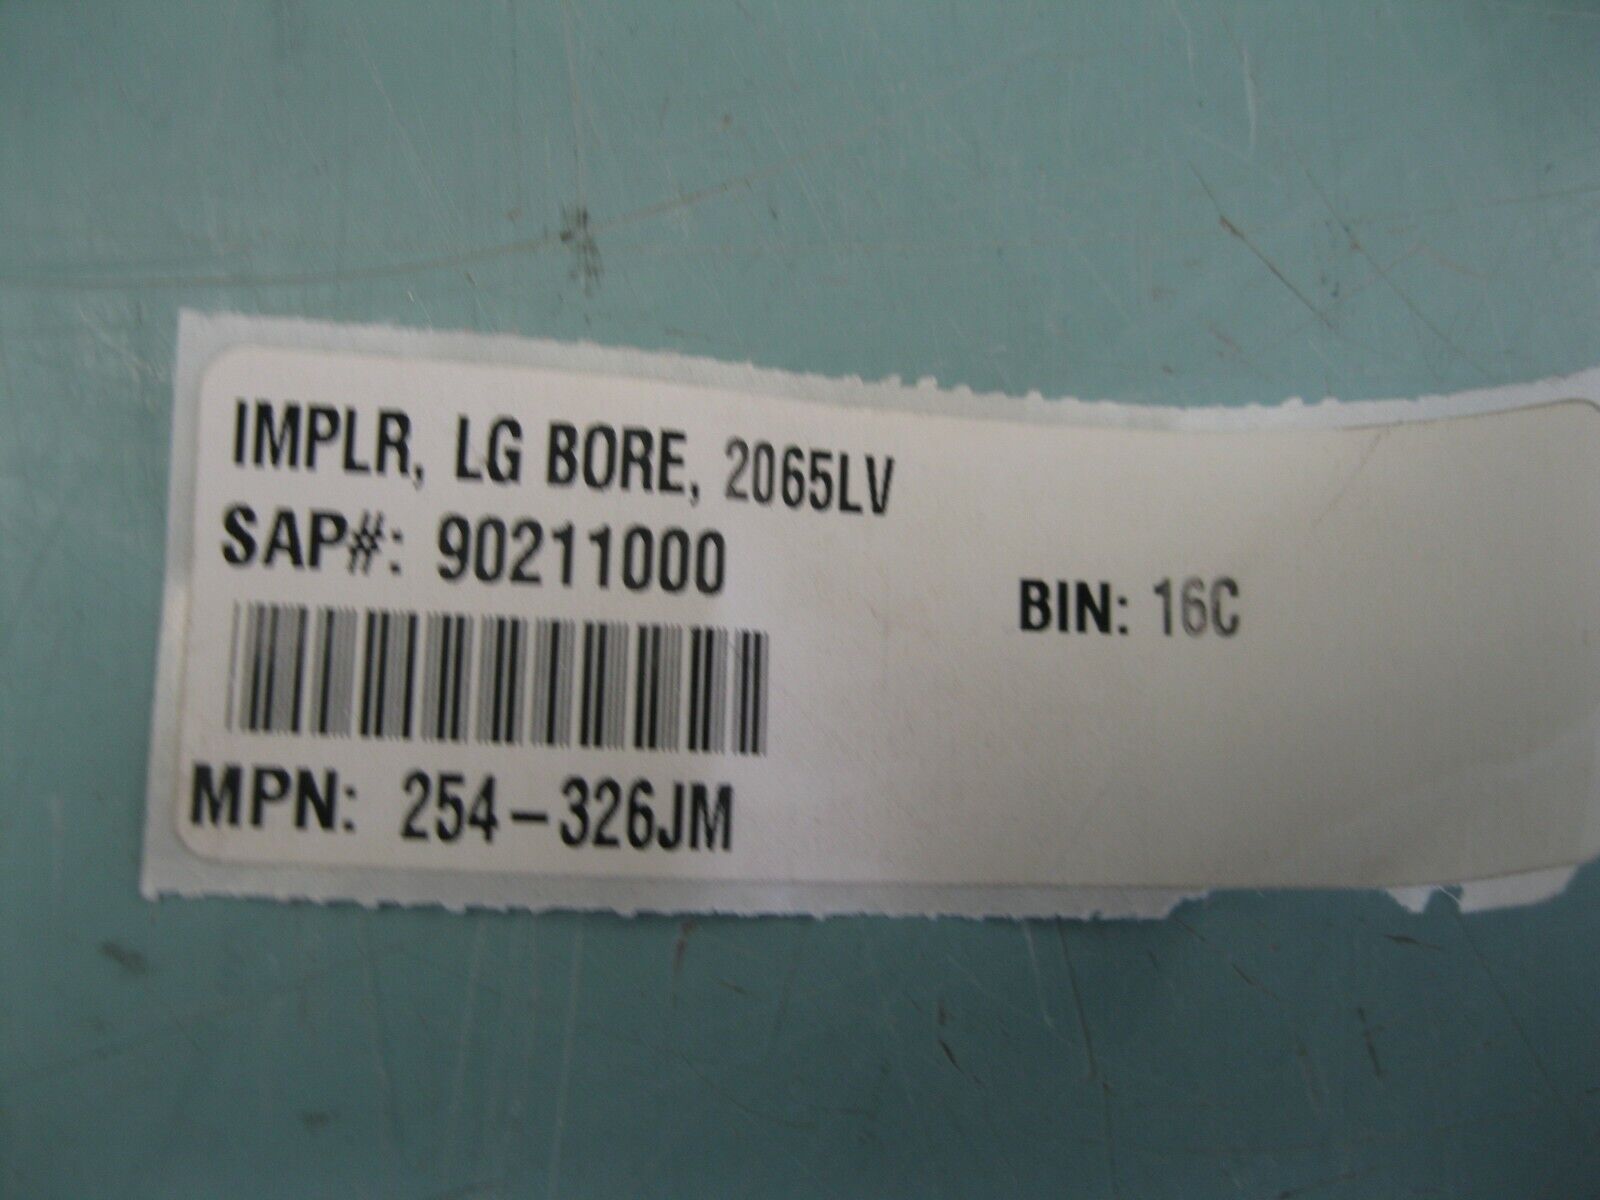 IMPLR, LG BORE, 2065LV
SAP#: 90211000
BIN: 16C
MPN: 254-326JM